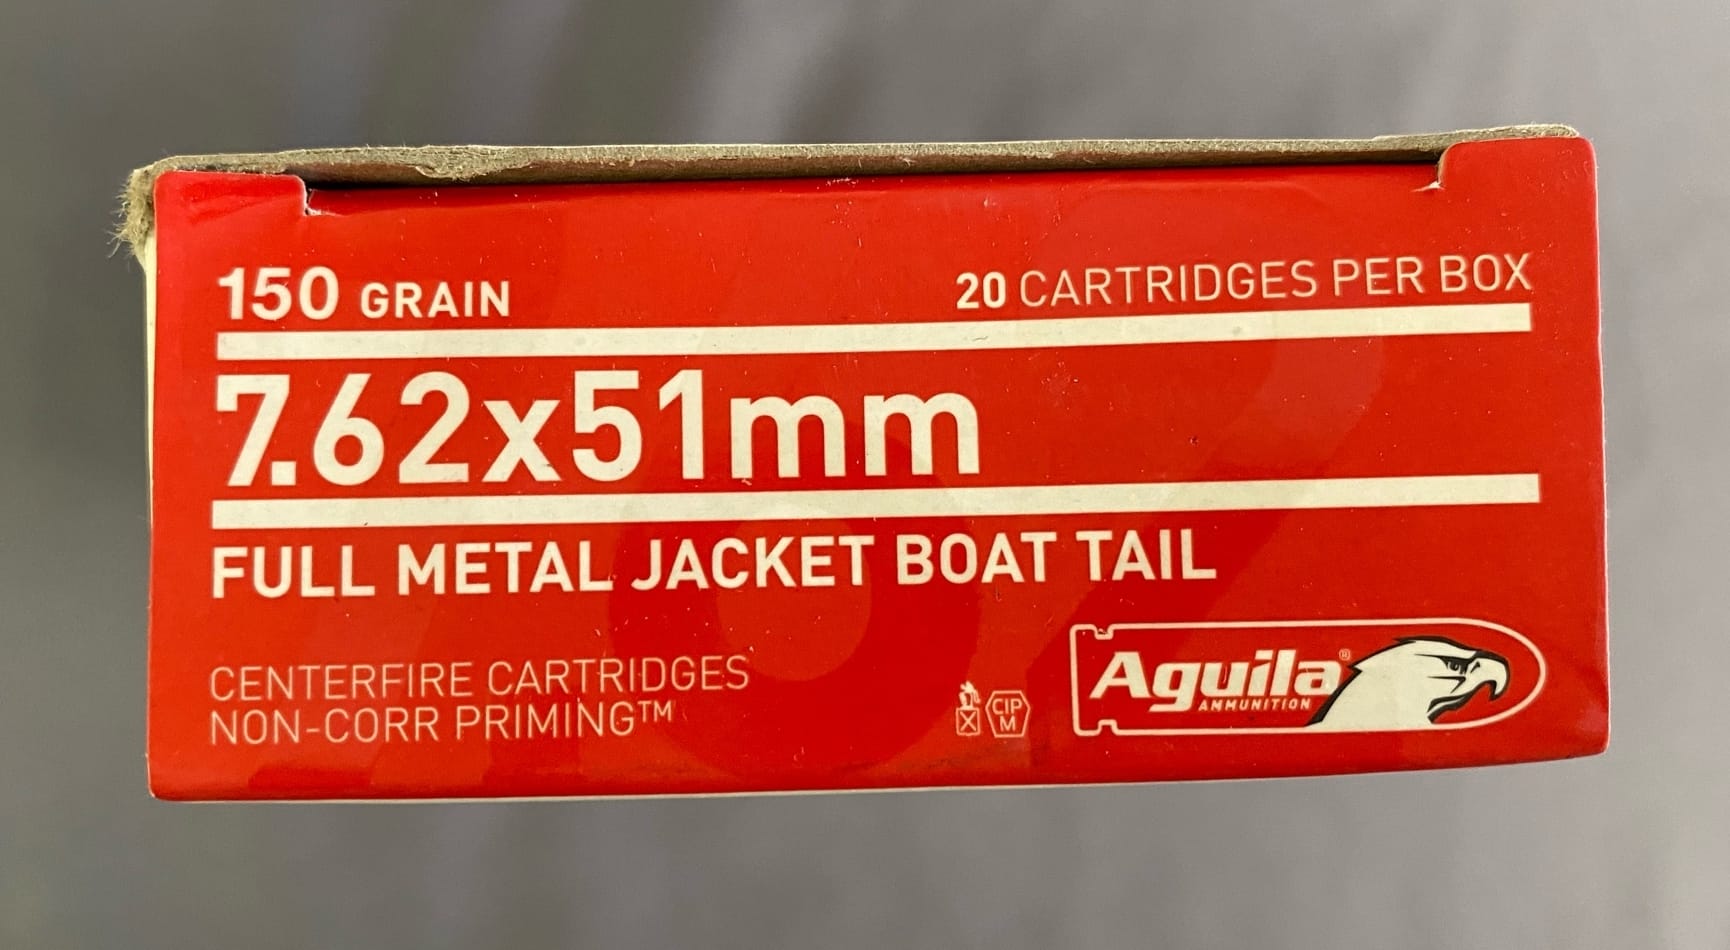 150 GRAIN 20 CARTRIDGES PER BOX
7.62x51mm
FULL METAL JACKET BOAT TAIL
CENTERFIRE CARTRIDGES
NON-CORR PRIMING™
CIP
M
Aguila®
AMMUNITION